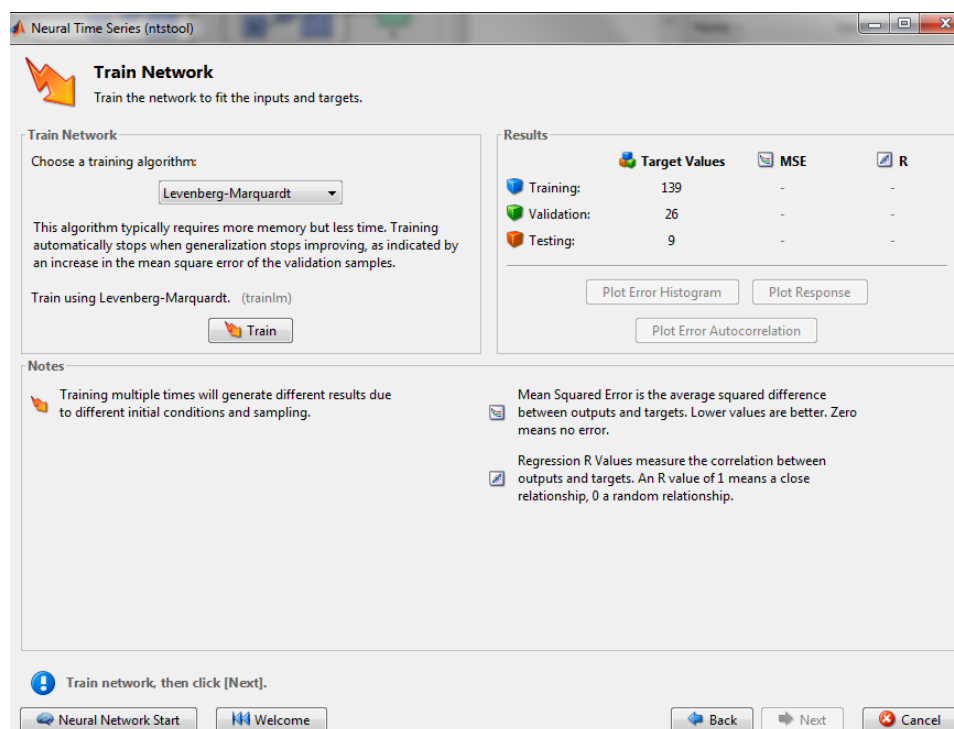 Neural Time Series (ntstool)
Train Network
Train the network to fit the inputs and targets.
Train Network
Choose a training algorithm:
Levenberg-Marquardt
This algorithm typically requires more memory but less time. Training
automatically stops when generalization stops improving, as indicated by
an increase in the mean square error of the validation samples.
Train using Levenberg-Marquardt. (trainlm)
Train
Results
Target Values MSE R
Training: 139 - -
Validation: 26 - -
Testing: 9 - -
Plot Error Histogram Plot Response
Plot Error Autocorrelation
Notes
Training multiple times will generate different results due
to different initial conditions and sampling.
Mean Squared Error is the average squared difference
between outputs and targets. Lower values are better. Zero
means no error.
Regression R Values measure the correlation between
outputs and targets. An R value of 1 means a close
relationship, 0 a random relationship.
Train network, then click [Next].
Neural Network Start Welcome Back Next Cancel